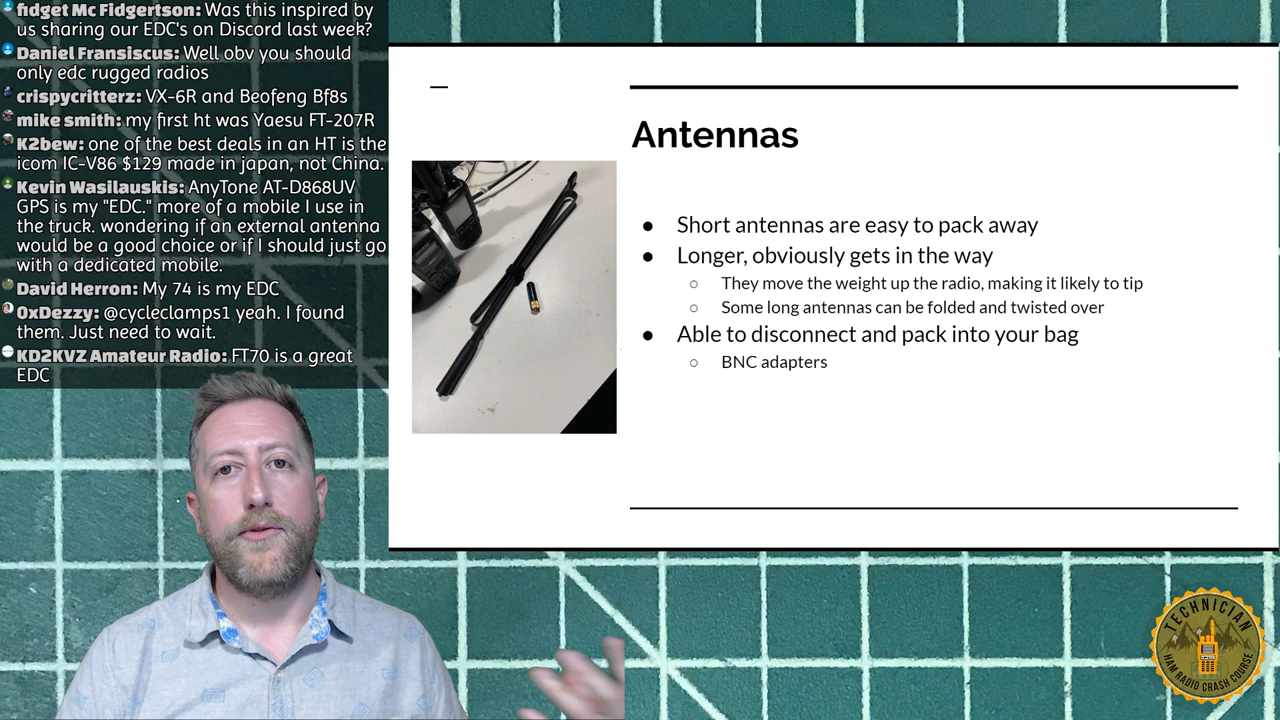 fidget Mc Fidgertson: Was this inspired by
us sharing our EDC's on Discord last week?
Daniel Fransiscus: Well obv you should
only edc rugged radios
crispycritterz: VX-6R and Beofeng Bf8s
mike smith: my first ht was Yaesu FT-207R
K2bew: one of the best deals in an HT is the
icom IC-V86 $129 made in japan, not China.
Kevin Wasilauskis: AnyTone AT-D868UV
GPS is my "EDC." more of a mobile I use in
the truck. wondering if an external antenna
would be a good choice or if I should just go
with a dedicated mobile.
David Herron: My 74 is my EDC
0xDezzy: @cycleclamps1 yeah. I found
them. Just need to wait.
KD2KVZ Amateur Radio: FT70 is a great
EDC
Antennas
● Short antennas are easy to pack away
● Longer, obviously gets in the way
○ They move the weight up the radio, making it likely to tip
○ Some long antennas can be folded and twisted over
● Able to disconnect and pack into your bag
○ BNC adapters
TECHNICIAN
HAM RADIO CRASH COURSE